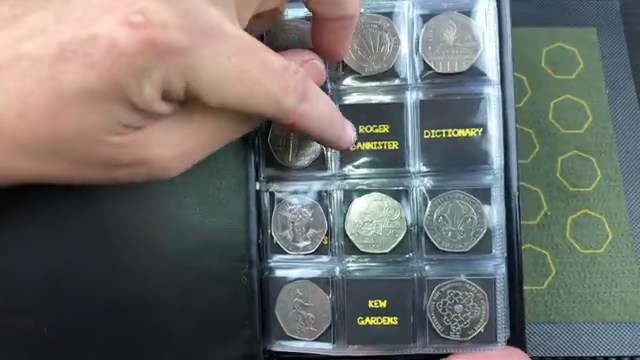 ROGER
BANNISTER
DICTIONARY
KEW
GARDENS